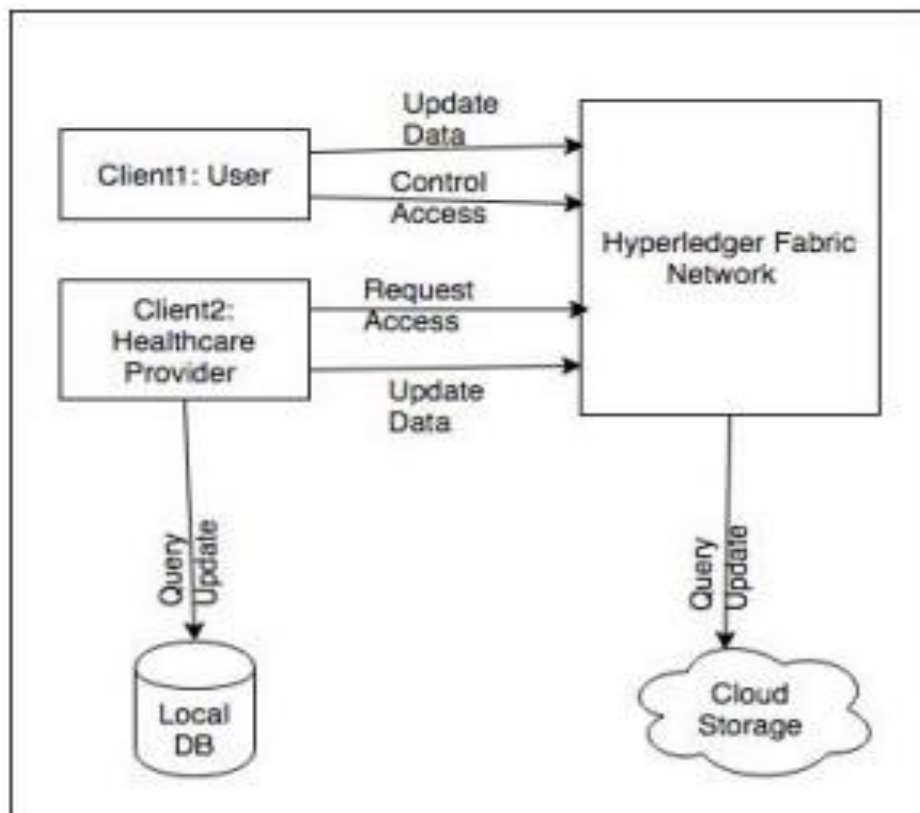 Update
Data
Client1: User
Control
Access
Hyperledger Fabric
Network
Client2:
Healthcare
Provider
Request
Access
Update
Data
Query
Update
Query
Update
Local
DB
Cloud
Storage